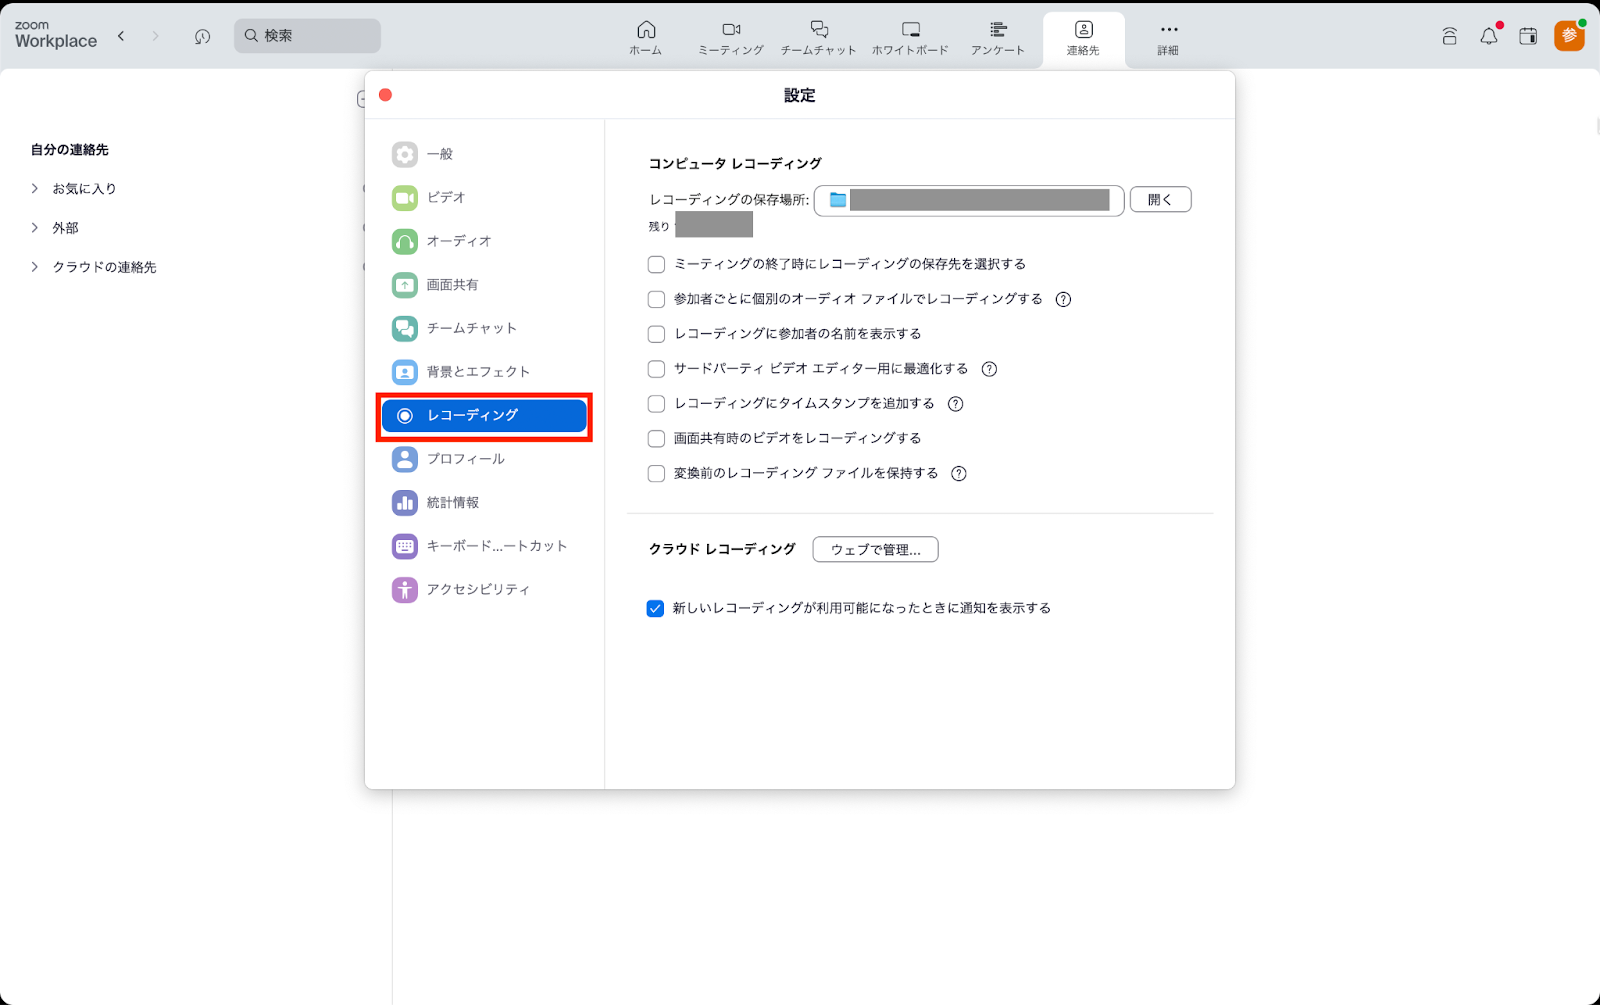 zoom
Workplace
検索
ホーム
ミーティング
チームチャット
ホワイトボード
アンケート
連絡先
詳細
参
設定
自分の連絡先
お気に入り
外部
クラウドの連絡先
一般
ビデオ
オーディオ
画面共有
チームチャット
背景とエフェクト
レコーディング
プロフィール
統計情報
キーボード...ートカット
アクセシビリティ
コンピュータ レコーディング
レコーディングの保存場所:
開く
残り
ミーティングの終了時にレコーディングの保存先を選択する
参加者ごとに個別のオーディオ ファイルでレコーディングする
レコーディングに参加者の名前を表示する
サードパーティ ビデオ エディター用に最適化する
レコーディングにタイムスタンプを追加する
画面共有時のビデオをレコーディングする
変換前のレコーディング ファイルを保持する
クラウド レコーディング
ウェブで管理...
新しいレコーディングが利用可能になったときに通知を表示する